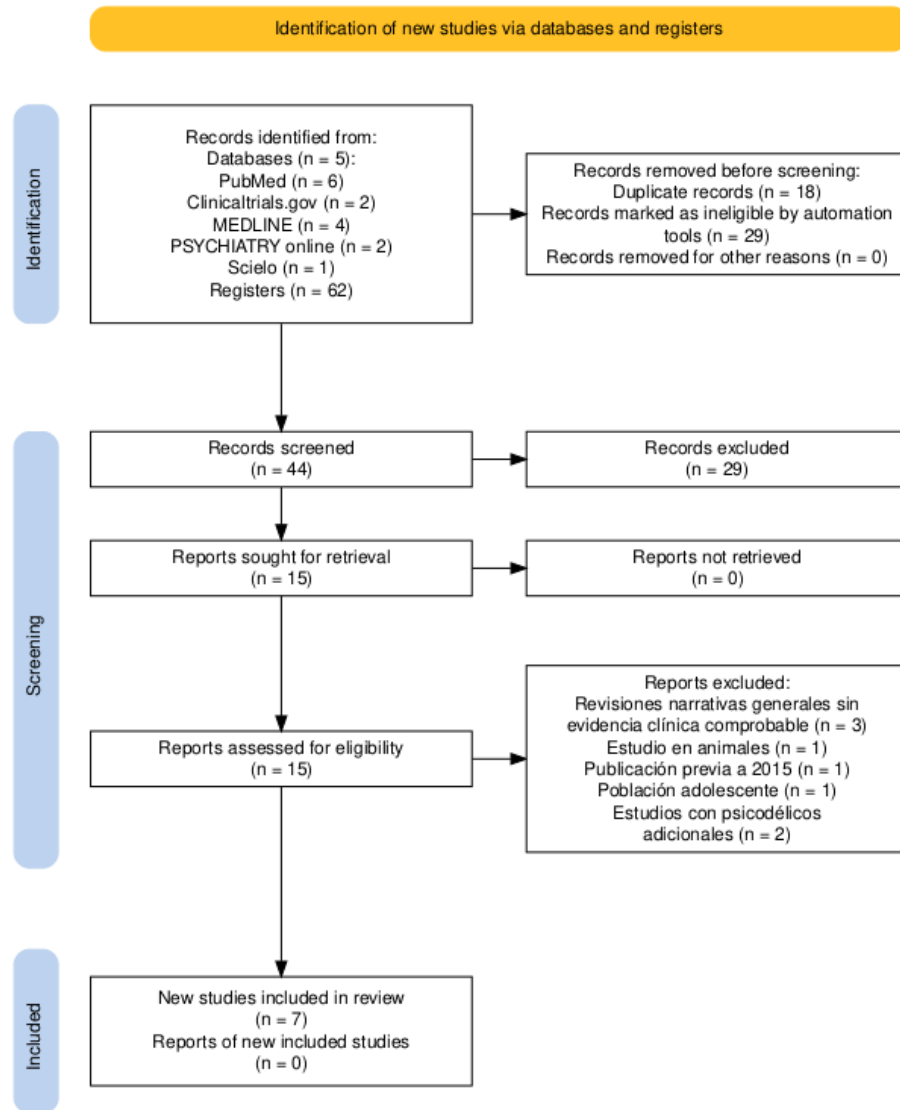 Identification of new studies via databases and registers
Identification
Records identified from:
Databases (n = 5):
PubMed (n = 6)
Clinicaltrials.gov (n = 2)
MEDLINE (n = 4)
PSYCHIATRY online (n = 2)
Scielo (n = 1)
Registers (n = 62)
Records removed before screening:
Duplicate records (n = 18)
Records marked as ineligible by automation
tools (n = 29)
Records removed for other reasons (n = 0)
Screening
Records screened
(n = 44)
Records excluded
(n = 29)
Reports sought for retrieval
(n = 15)
Reports not retrieved
(n = 0)
Reports assessed for eligibility
(n = 15)
Reports excluded:
Revisiones narrativas generales sin
evidencia clínica comprobable (n = 3)
Estudio en animales (n = 1)
Publicación previa a 2015 (n = 1)
Población adolescente (n = 1)
Estudios con psicodélicos
adicionales (n = 2)
Included
New studies included in review
(n = 7)
Reports of new included studies
(n = 0)